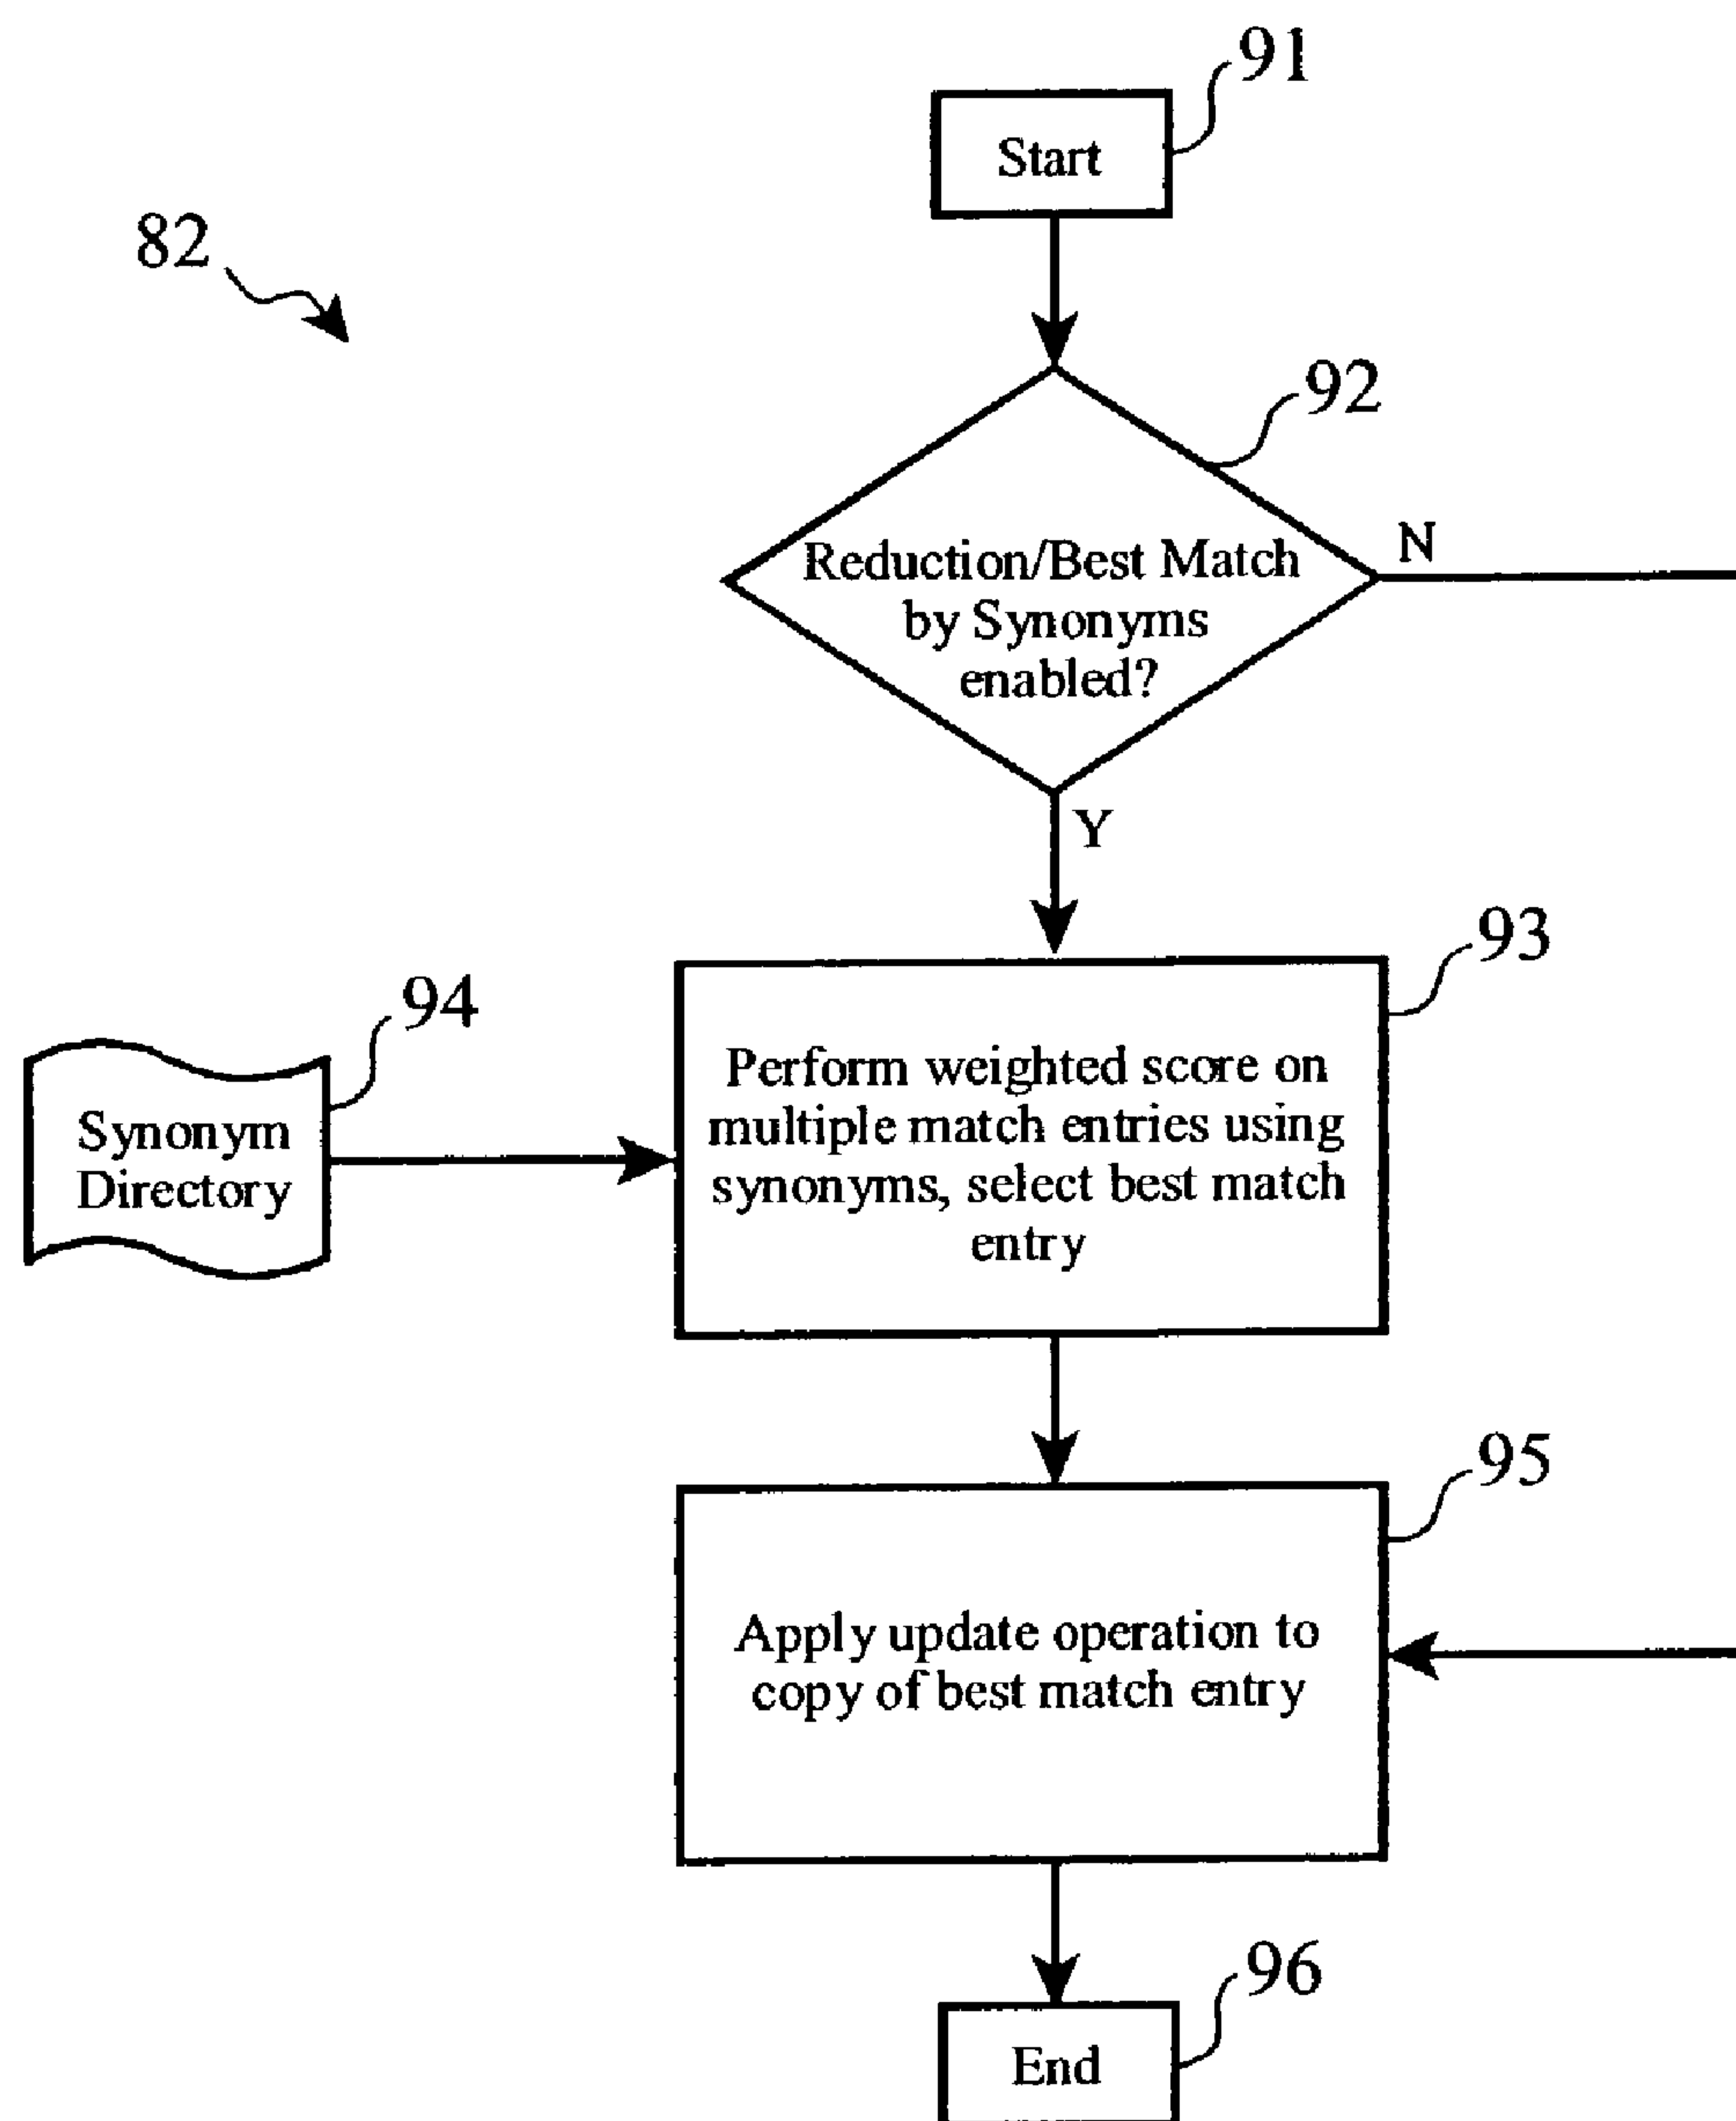 91
Start
82
92
Reduction/Best Match
by Synonyms
enabled?
N
Y
93
94
Perform weighted score on
multiple match entries using
synonyms, select best match
entry
Synonym
Directory
95
Apply update operation to
copy of best match entry
96
End